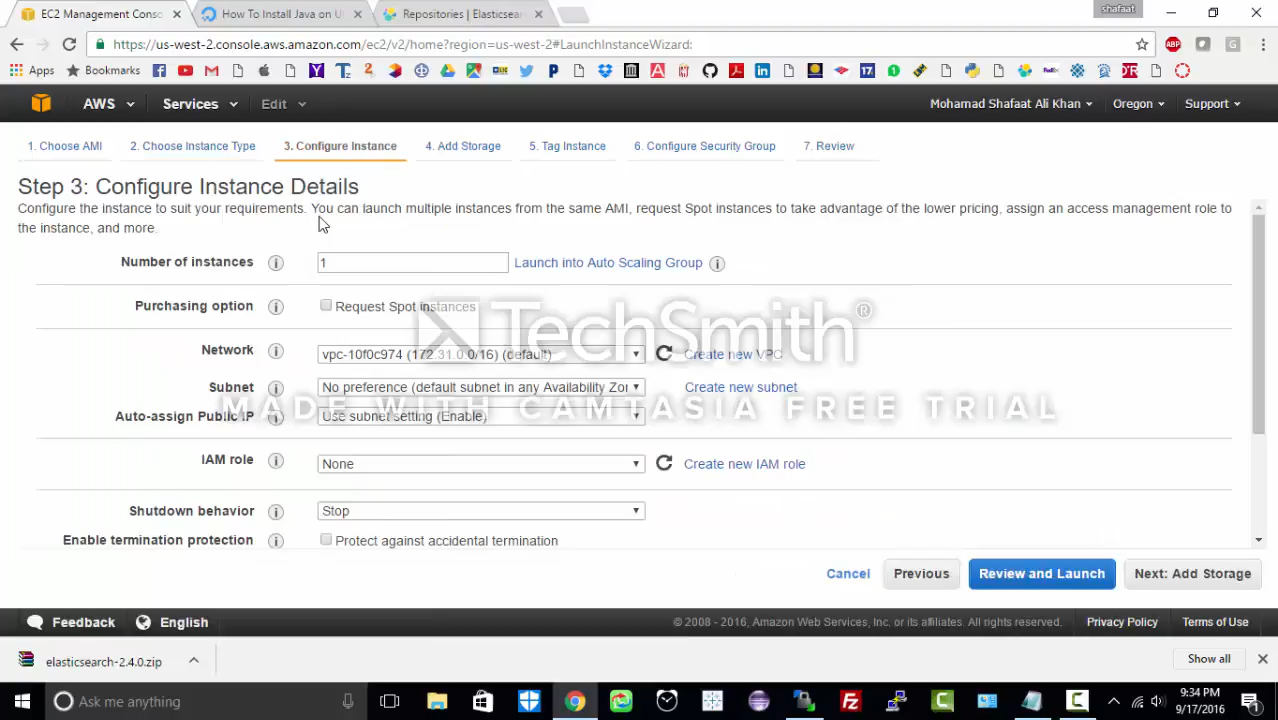 shafaat
EC2 Management Conso
How To Install Java on U
Repositories | Elasticsear
https://us-west-2.console.aws.amazon.com/ec2/v2/home?region=us-west-2#LaunchInstanceWizard:
ABP
Apps
Bookmarks
AWS
Services
Edit
Mohamad Shafaat Ali Khan
Oregon
Support
1. Choose AMI
2. Choose Instance Type
3. Configure Instance
4. Add Storage
5. Tag Instance
6. Configure Security Group
7. Review
Step 3: Configure Instance Details
Configure the instance to suit your requirements. You can launch multiple instances from the same AMI, request Spot instances to take advantage of the lower pricing, assign an access management role to
the instance, and more.
Number of instances
1
Launch into Auto Scaling Group
Purchasing option
Request Spot instances
TechSmith®
Network
vpc-10f0c974 (172.31.0.0/16) (default)
Create new VPC
Subnet
No preference (default subnet in any Availability Zor
Create new subnet
MADE WITH CAMTASIA FREE TRIAL
Auto-assign Public IP
Use subnet setting (Enable)
IAM role
None
Create new IAM role
Shutdown behavior
Stop
Enable termination protection
Protect against accidental termination
Cancel
Previous
Review and Launch
Next: Add Storage
Feedback
English
© 2008 - 2016, Amazon Web Services, Inc. or its affiliates. All rights reserved.
Privacy Policy
Terms of Use
elasticsearch-2.4.0.zip
Show all
Ask me anything
9:34 PM
9/17/2016